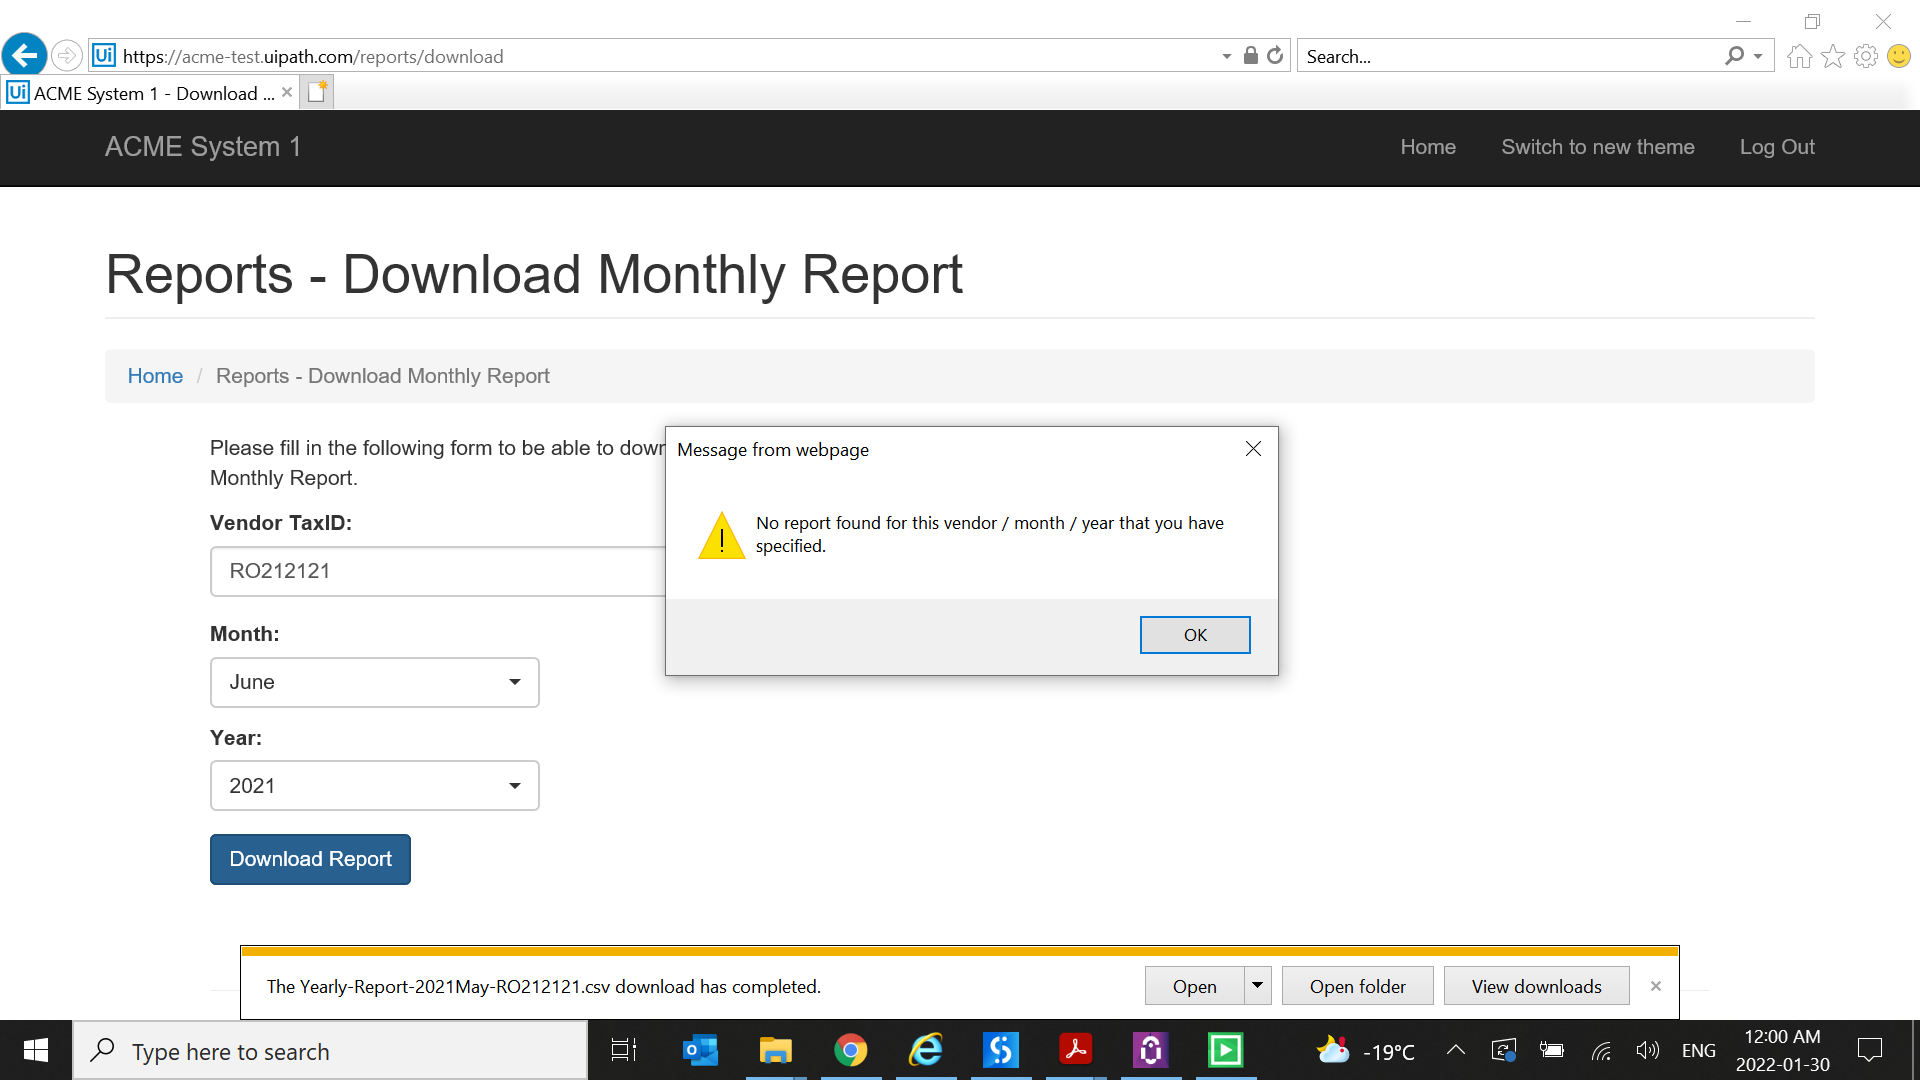 https://acme-test.uipath.com/reports/download
Search...
ACME System 1 - Download ...
ACME System 1
Home
Switch to new theme
Log Out
Reports - Download Monthly Report
Home / Reports - Download Monthly Report
Please fill in the following form to be able to dow
Monthly Report.
Vendor TaxID:
RO212121
Month:
June
Year:
2021
Download Report
Message from webpage
No report found for this vendor / month / year that you have
specified.
OK
The Yearly-Report-2021May-RO212121.csv download has completed.
Open
Open folder
View downloads
Type here to search
-19°C
ENG
12:00 AM
2022-01-30